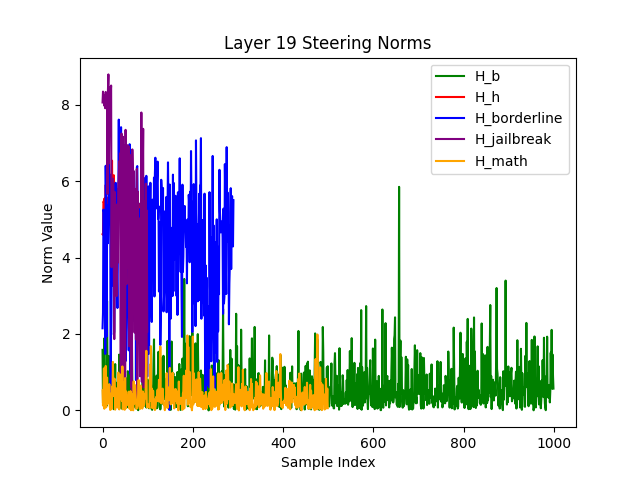 Layer 19 Steering Norms
H_b
H_h
H_borderline
H_jailbreak
H_math
Norm Value
8
6
4
2
0
0 200 400 600 800 1000
Sample Index